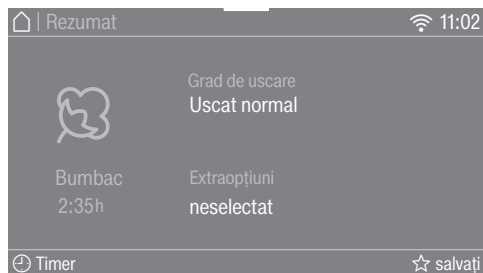 | Rezumat 11:02
Grad de uscare
Uscat normal
Bumbac
2:35h
Extraopțiuni
neselectat
Timer salvați